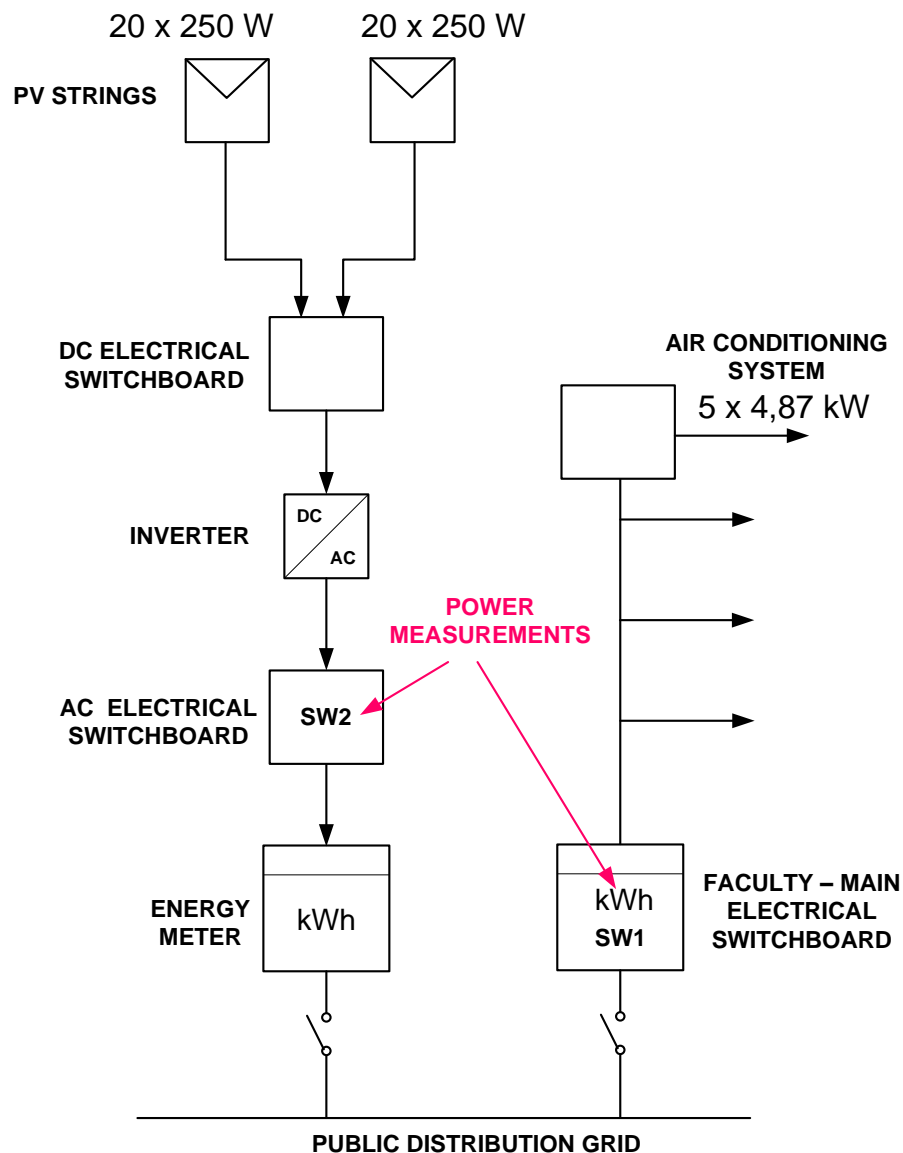 20 x 250 W
20 x 250 W
PV STRINGS
DC ELECTRICAL
SWITCHBOARD
AIR CONDITIONING
SYSTEM
5 x 4,87 kW
INVERTER
DC
AC
POWER
MEASUREMENTS
AC ELECTRICAL
SWITCHBOARD
SW2
ENERGY
METER
kWh
kWh
SW1
FACULTY – MAIN
ELECTRICAL
SWITCHBOARD
PUBLIC DISTRIBUTION GRID